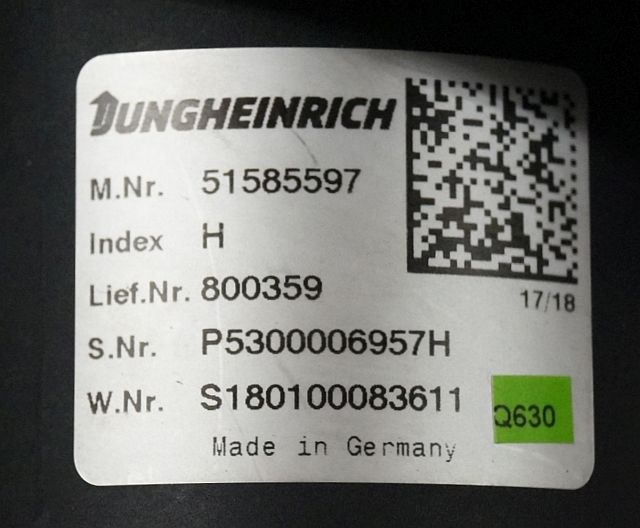 JUNGHEINRICH
M.Nr. 51585597
Index H
Lief.Nr. 800359
17/18
S.Nr. P5300006957H
W.Nr. S180100083611
Q630
Made in Germany